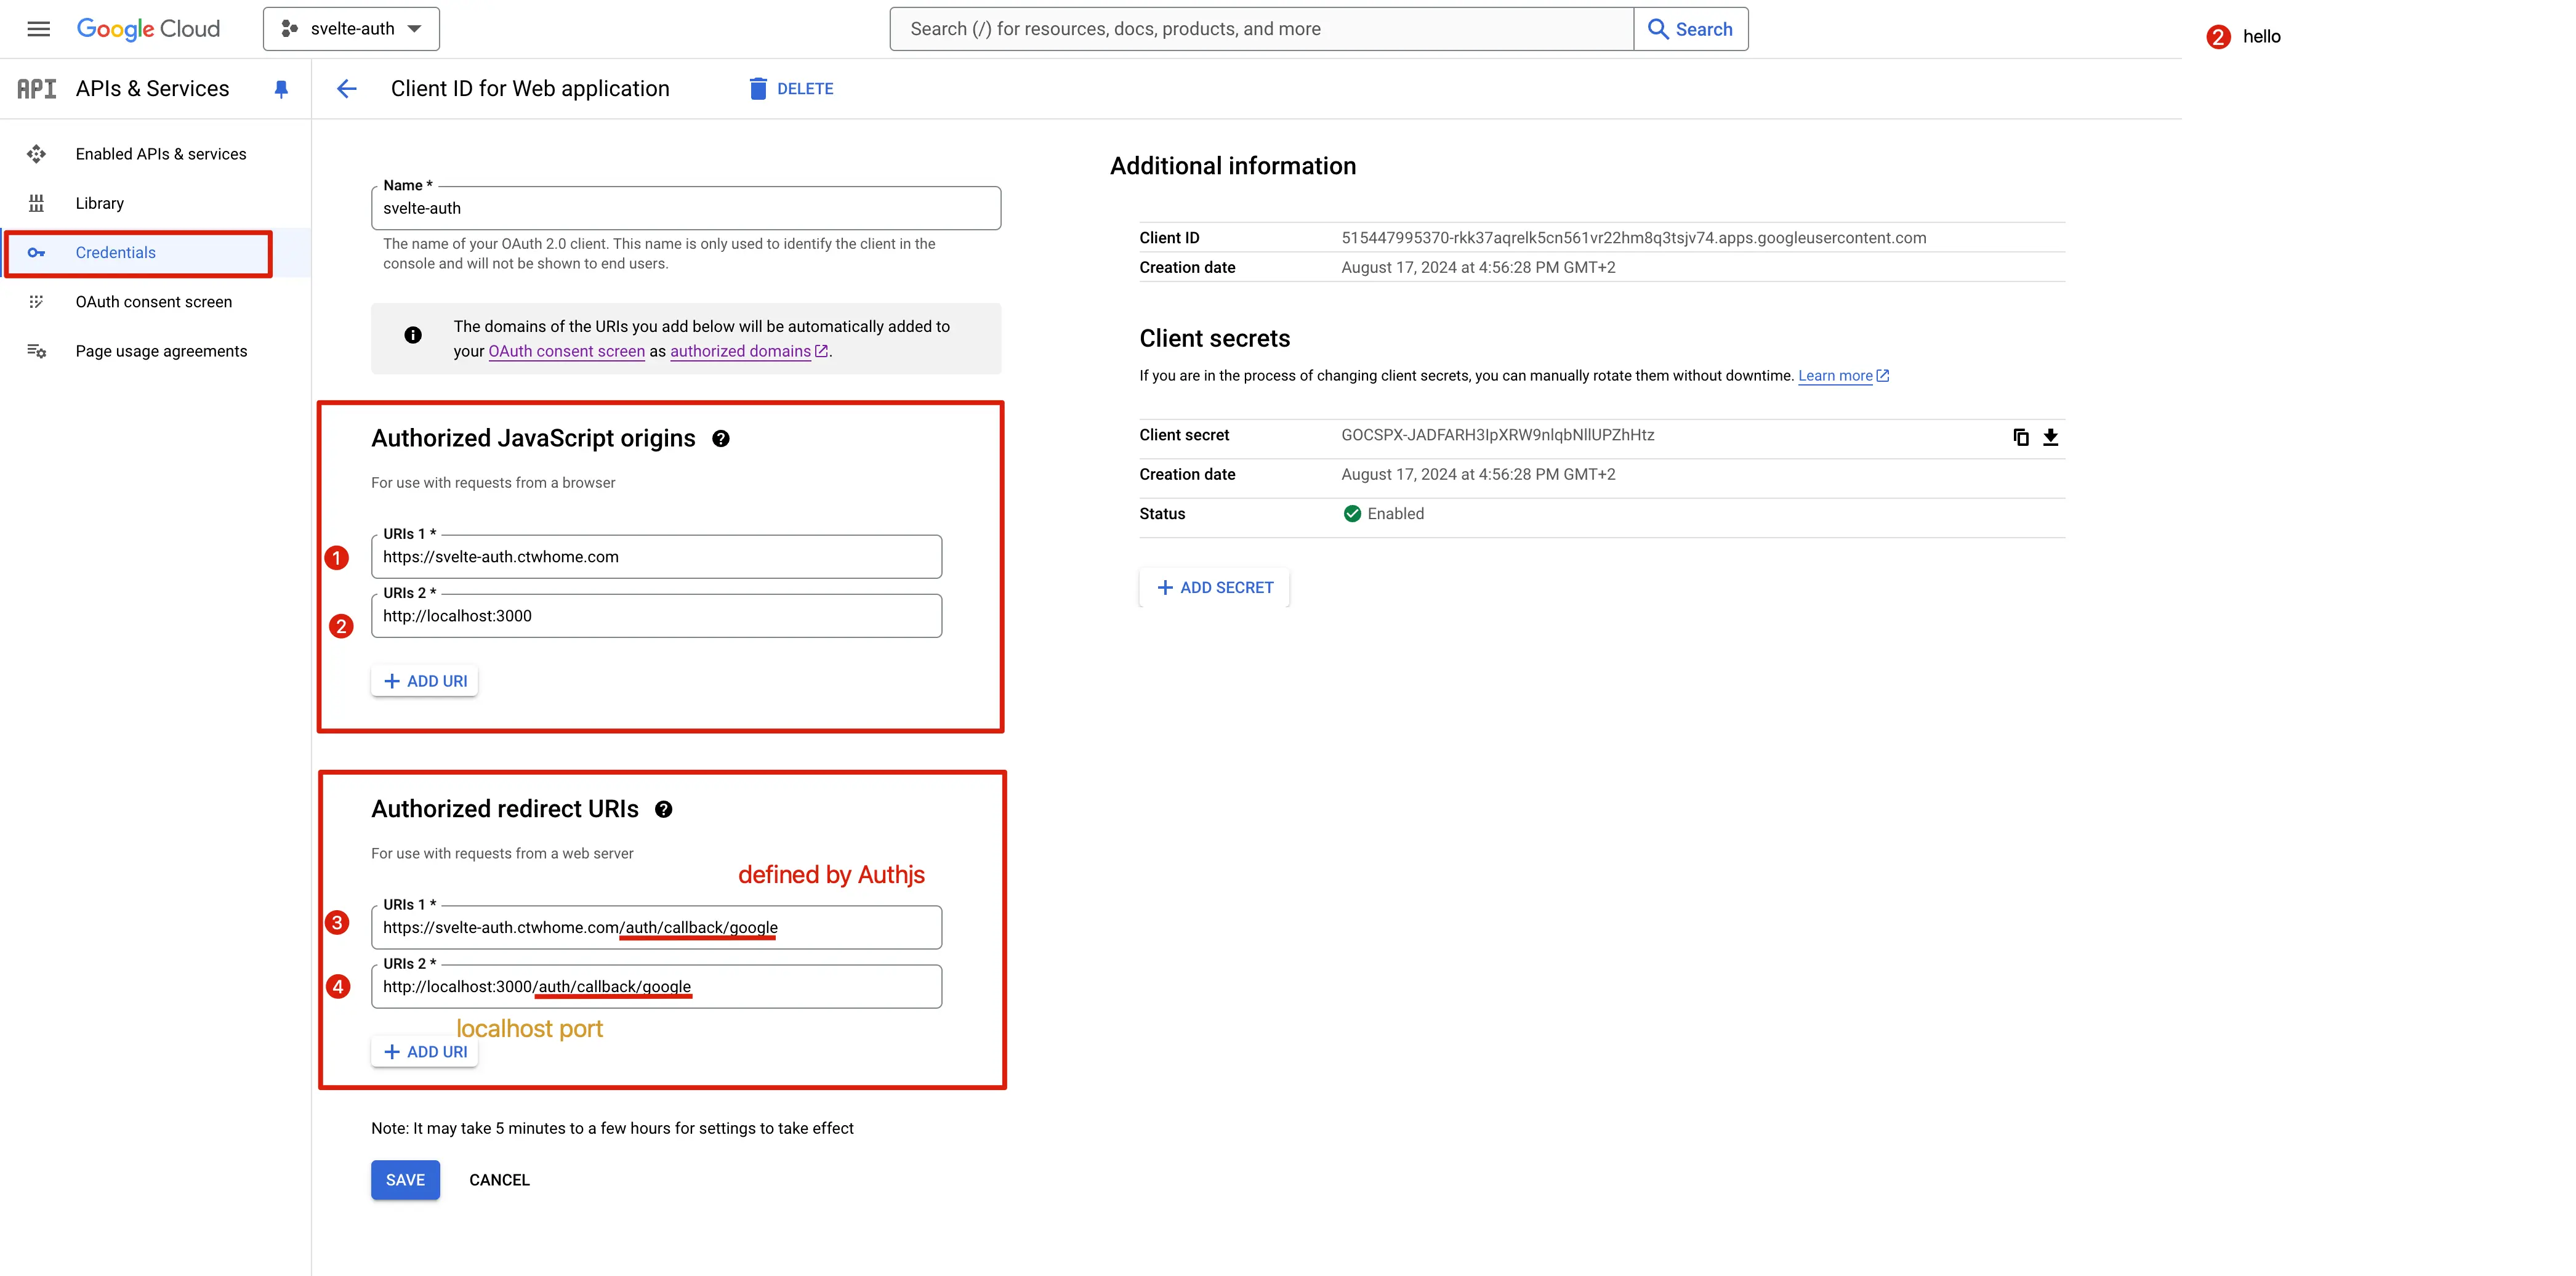 Google Cloud
svelte-auth
Search (/) for resources, docs, products, and more
Search
2 hello
API APIs & Services
Client ID for Web application
DELETE
Enabled APIs & services
Library
Credentials
OAuth consent screen
Page usage agreements
Name *
svelte-auth
The name of your OAuth 2.0 client. This name is only used to identify the client in the
console and will not be shown to end users.
The domains of the URIs you add below will be automatically added to
your OAuth consent screen as authorized domains.
Authorized JavaScript origins
For use with requests from a browser
URIs 1 *
1 https://svelte-auth.ctwhome.com
URIs 2 *
2 http://localhost:3000
ADD URI
Authorized redirect URIs
For use with requests from a web server
defined by Authjs
URIs 1 *
3 https://svelte-auth.ctwhome.com/auth/callback/google
URIs 2 *
4 http://localhost:3000/auth/callback/google
localhost port
ADD URI
Note: It may take 5 minutes to a few hours for settings to take effect
SAVE
CANCEL
Additional information
Client ID 515447995370-rkk37aqrelk5cn561vr22hm8q3tsjv74.apps.googleusercontent.com
Creation date August 17, 2024 at 4:56:28 PM GMT+2
Client secrets
If you are in the process of changing client secrets, you can manually rotate them without downtime. Learn more
Client secret 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
Creation date August 17, 2024 at 4:56:28 PM GMT+2
Status Enabled
ADD SECRET